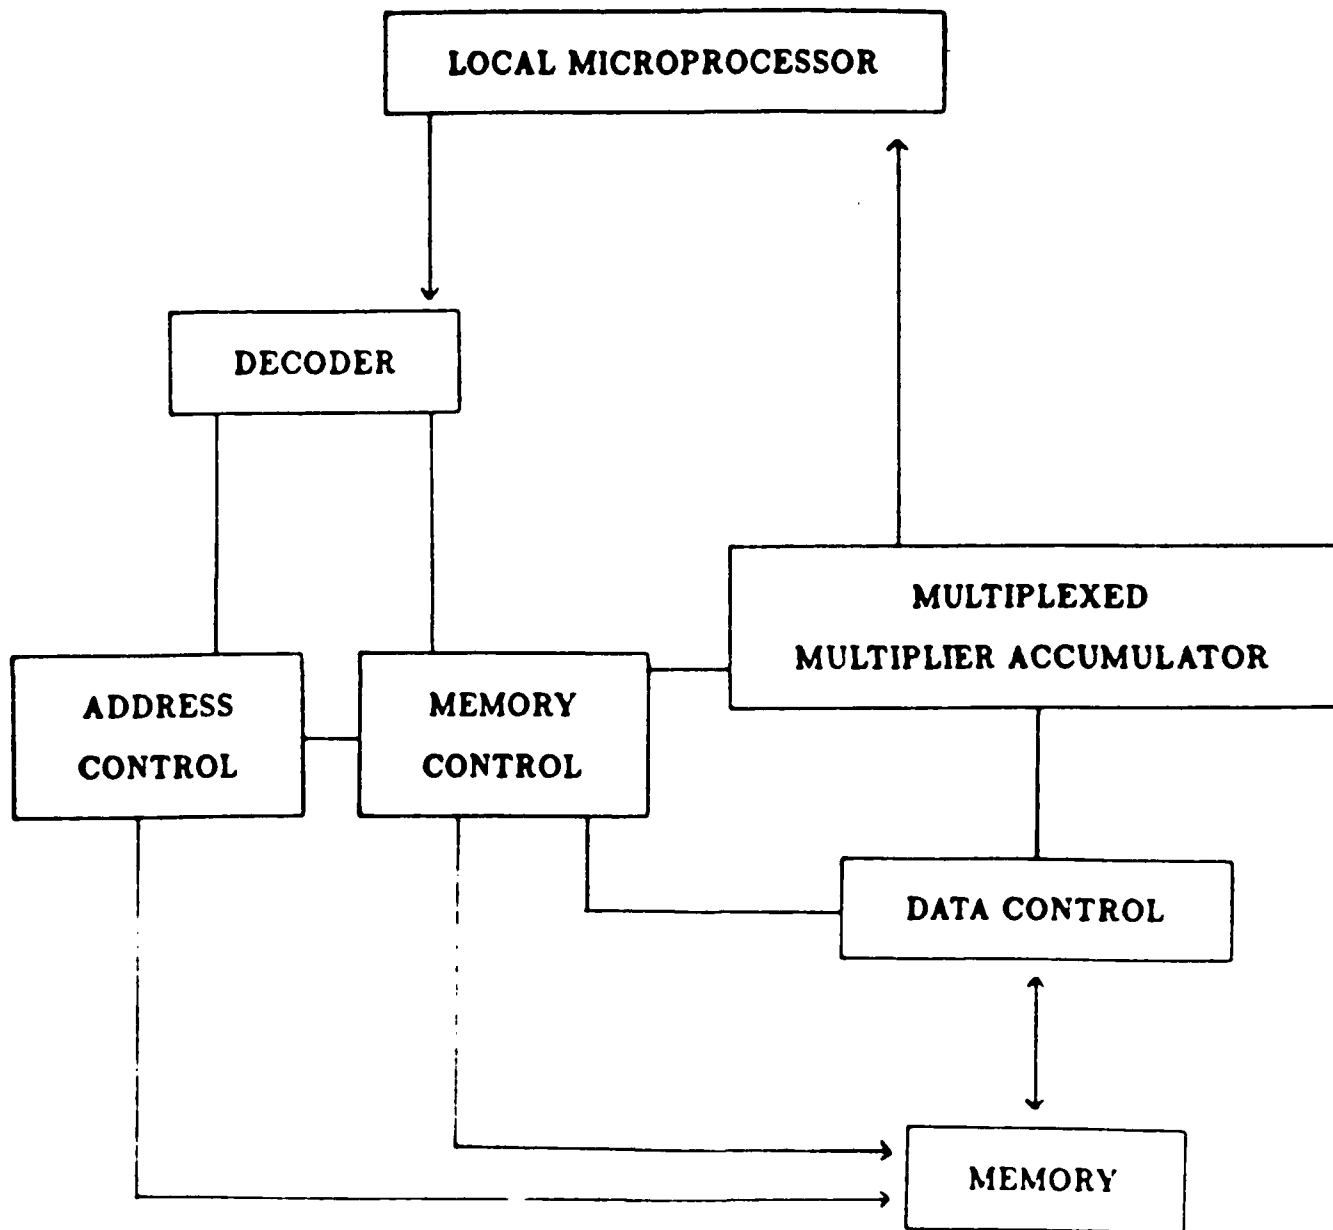 LOCAL MICROPROCESSOR
DECODER
MULTIPLEXED
MULTIPLIER ACCUMULATOR
ADDRESS
CONTROL
MEMORY
CONTROL
DATA CONTROL
MEMORY